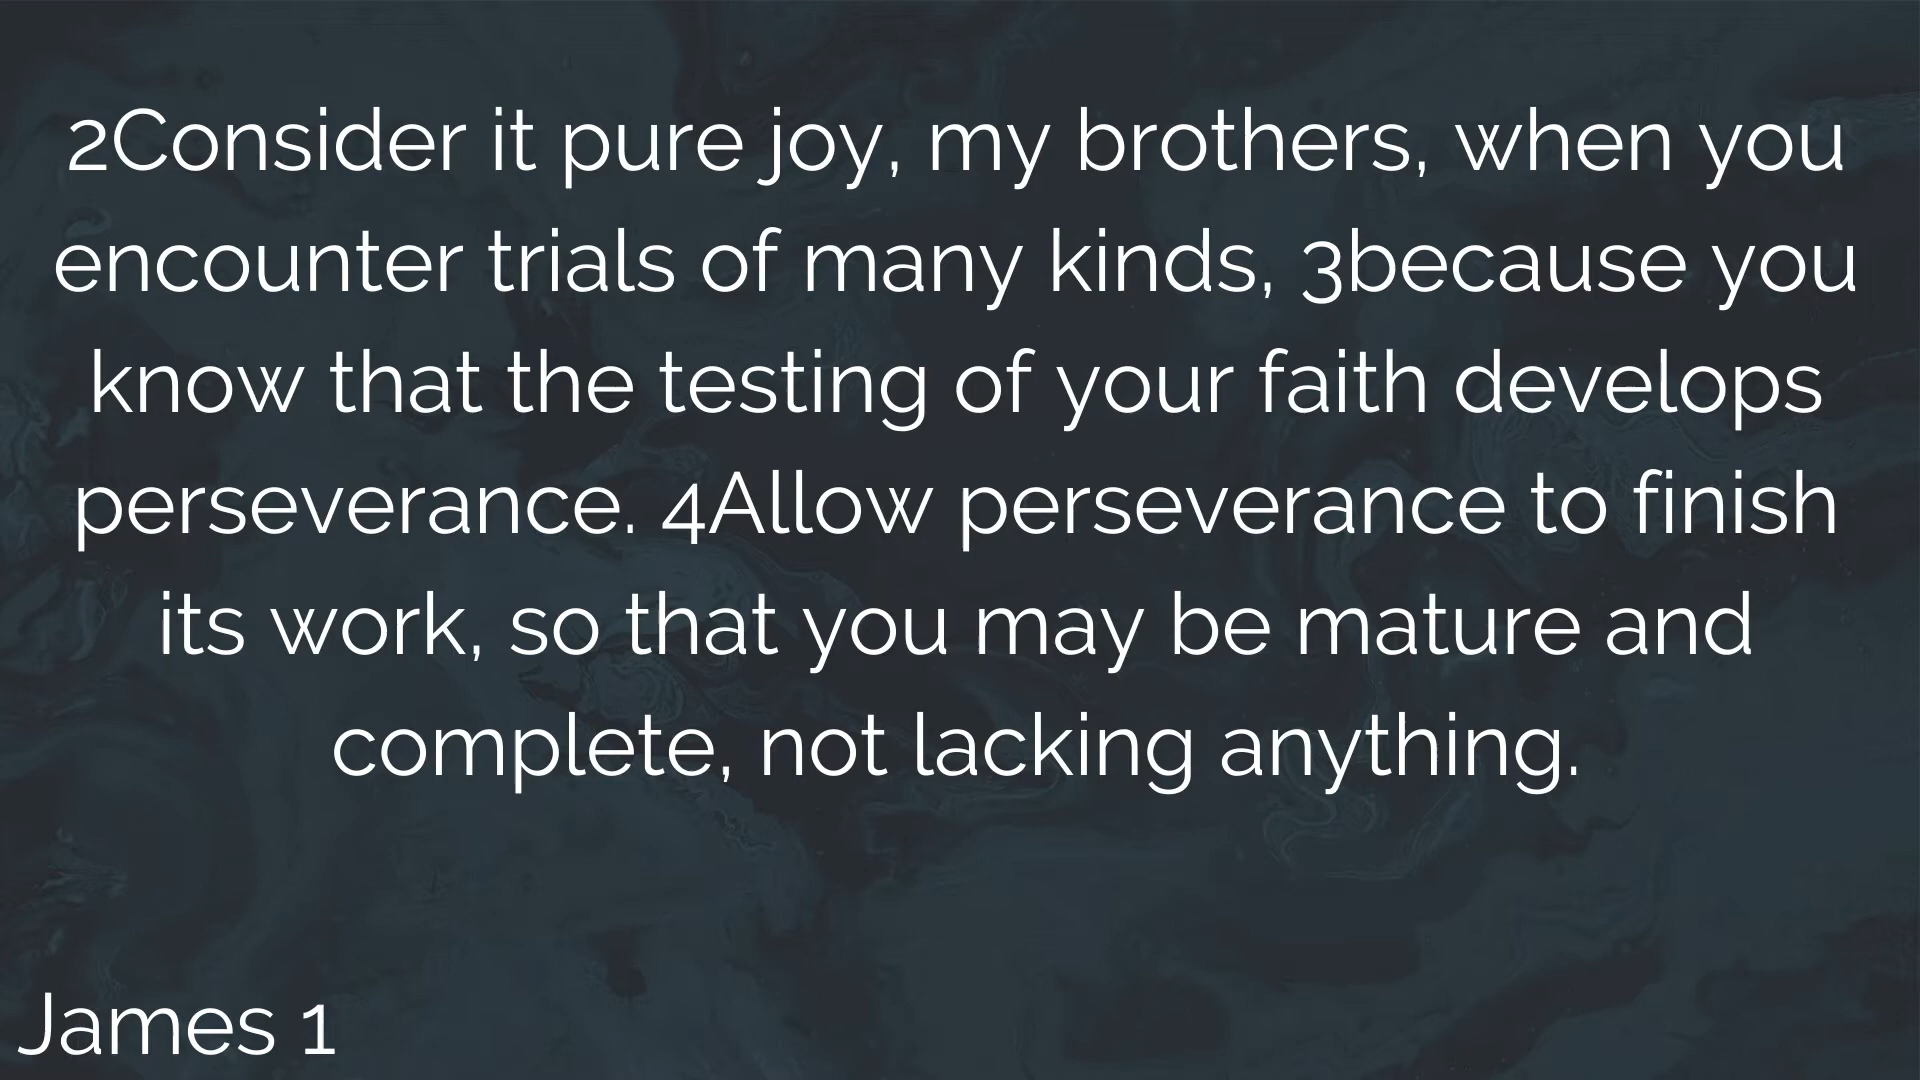 2Consider it pure joy, my brothers, when you
encounter trials of many kinds, 3because you
know that the testing of your faith develops
perseverance. 4Allow perseverance to finish
its work, so that you may be mature and
complete, not lacking anything.
James 1